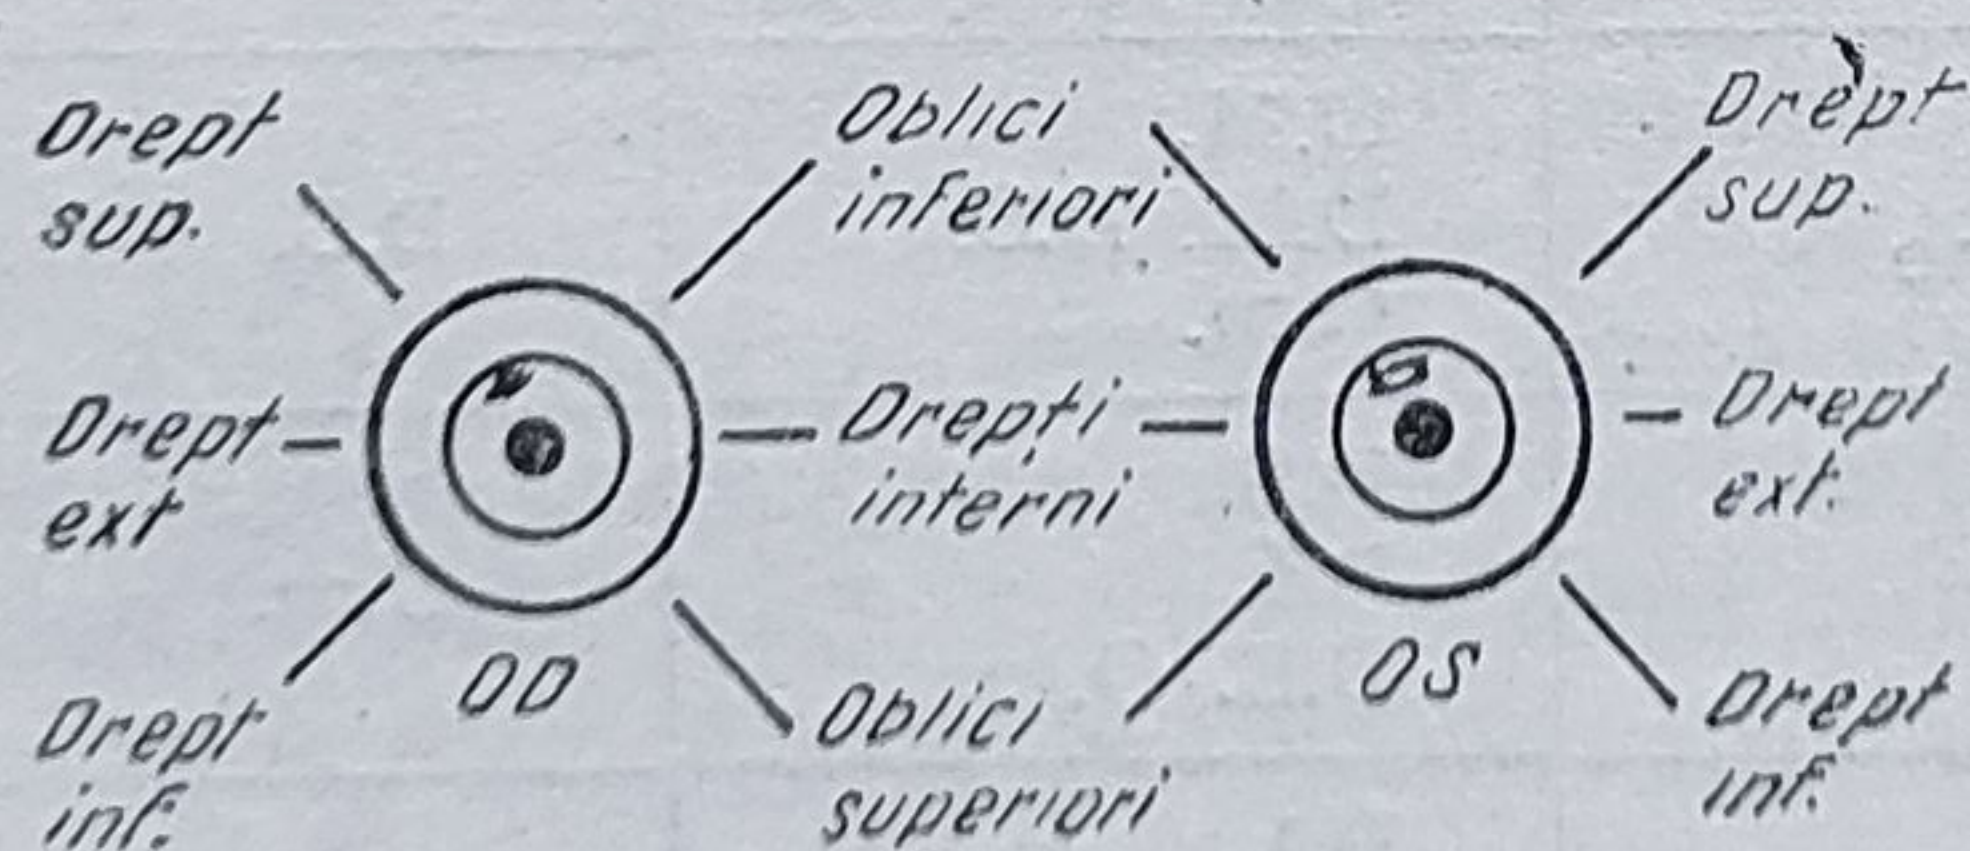 Drept
sup.
Oblici
inferiori
Drept
sup.
Drept
ext
Drepți
interni
Drept
ext.
OD
OS
Drept
inf.
Oblici
superiori
Drept
inf.